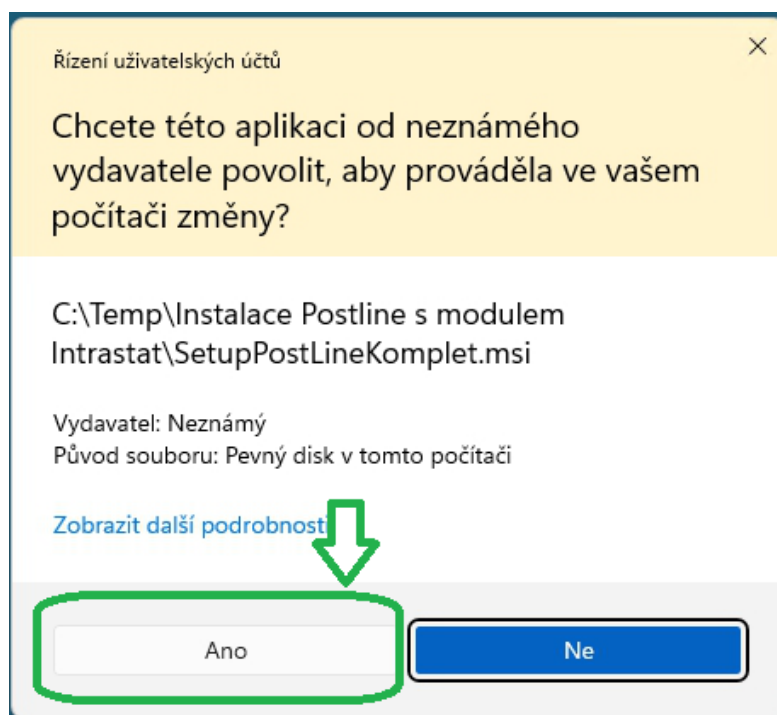 Řízení uživatelských účtů
Chcete této aplikaci od neznámého
vydavatele povolit, aby prováděla ve vašem
počítači změny?
C:\Temp\Instalace Postline s modulem
Intrastat\SetupPostLineKomplet.msi
Vydavatel: Neznámý
Původ souboru: Pevný disk v tomto počítači
Zobrazit další podrobnosti
Ano
Ne